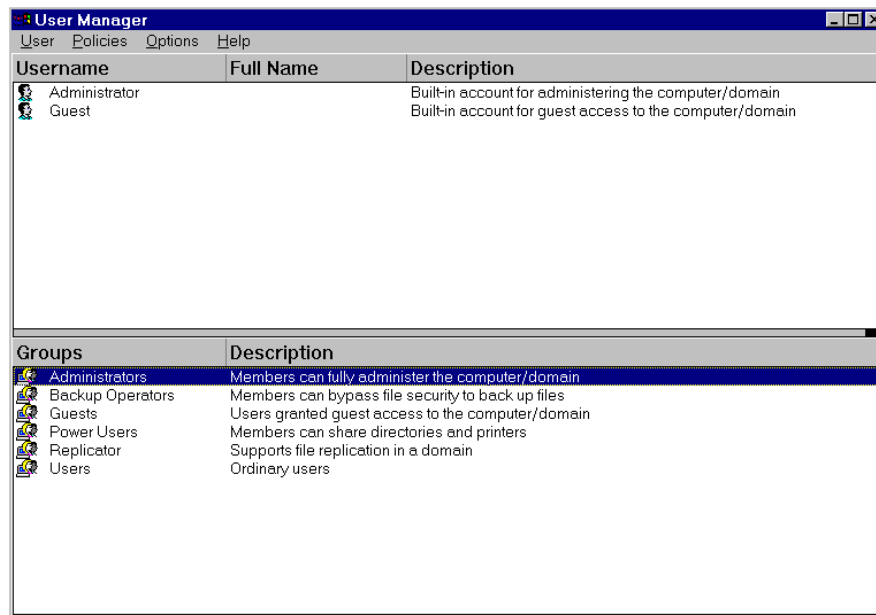 User Manager
User Policies Options Help
Username Full Name Description
Administrator Built-in account for administering the computer/domain
Guest Built-in account for guest access to the computer/domain
Groups Description
Administrators Members can fully administer the computer/domain
Backup Operators Members can bypass file security to back up files
Guests Users granted guest access to the computer/domain
Power Users Members can share directories and printers
Replicator Supports file replication in a domain
Users Ordinary users